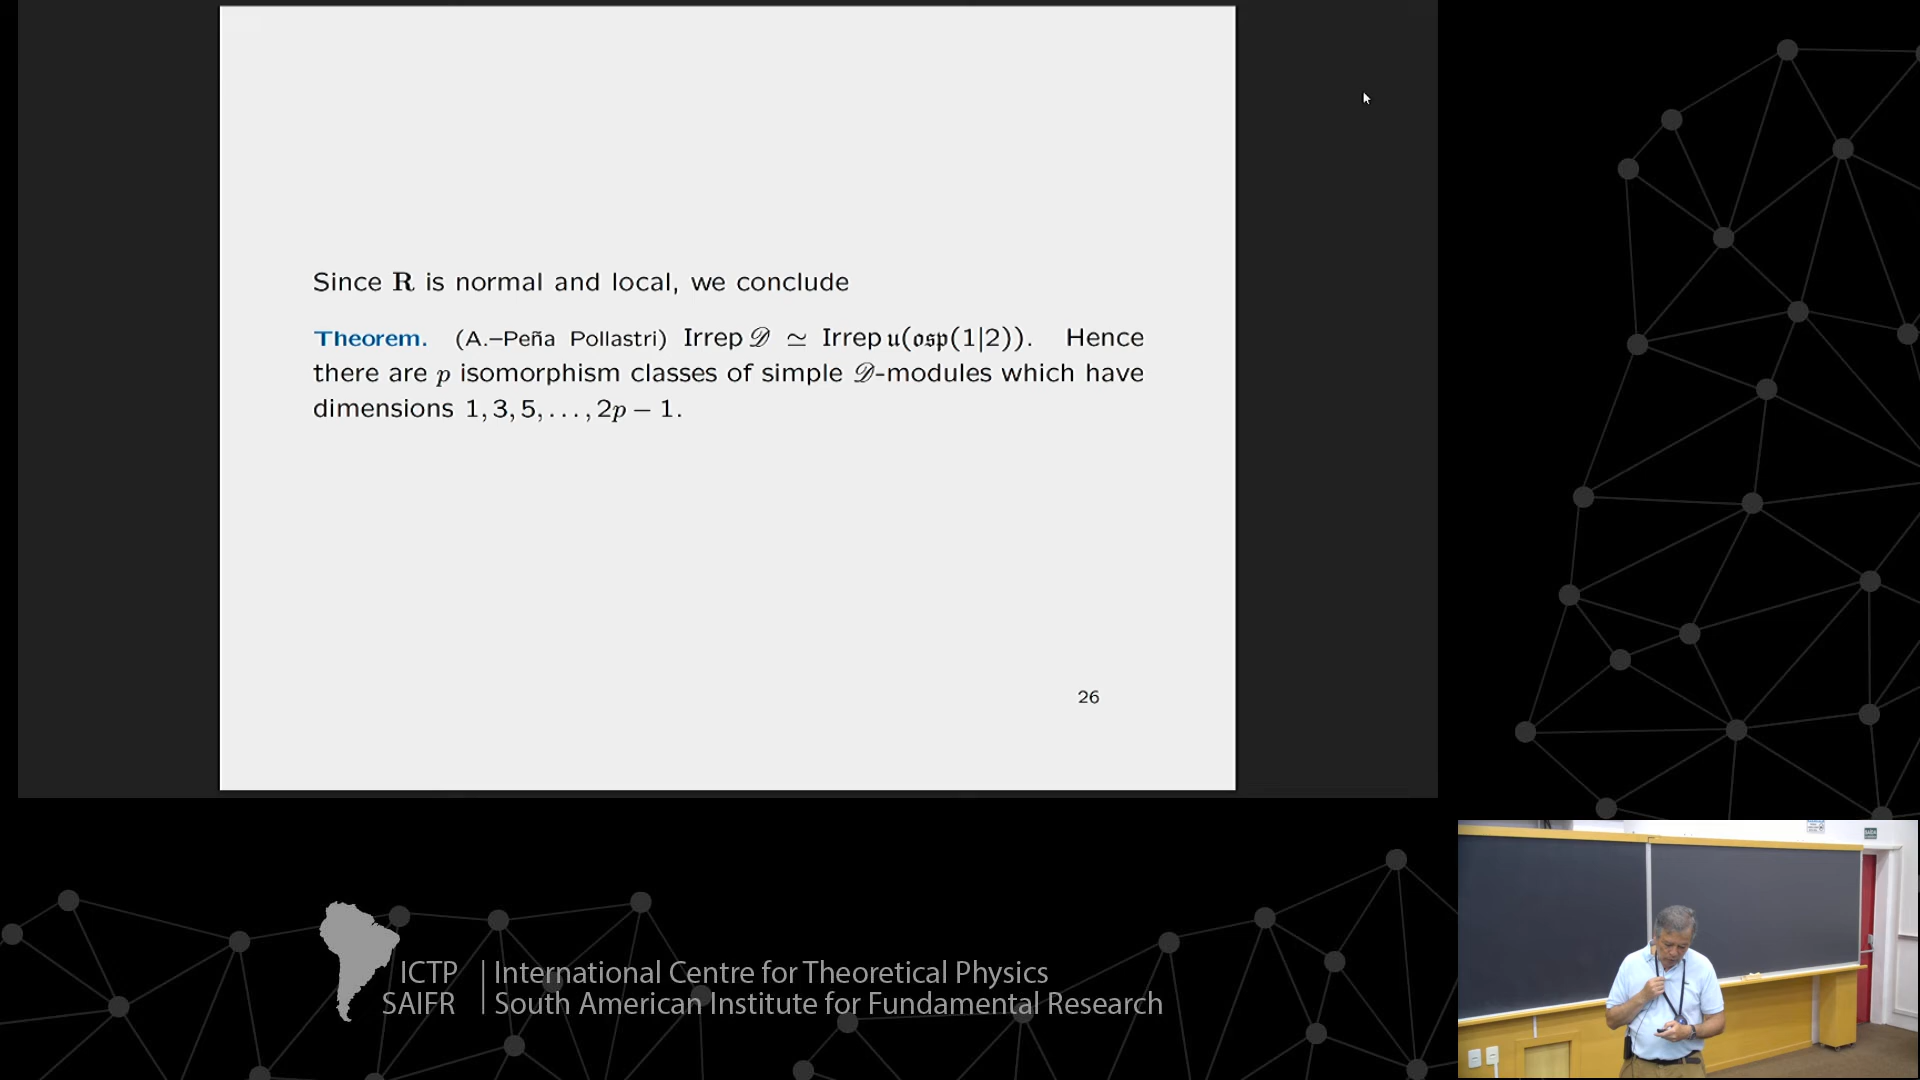 Since R is normal and local, we conclude
Theorem. (A.–Peña Pollastri) Irrep 𝒟 ≃ Irrep 𝔲(𝔬𝔰𝔭(1|2)). Hence
there are p isomorphism classes of simple 𝒟-modules which have
dimensions 1, 3, 5, . . . , 2p − 1.
26
ICTP
SAIFR
International Centre for Theoretical Physics
South American Institute for Fundamental Research